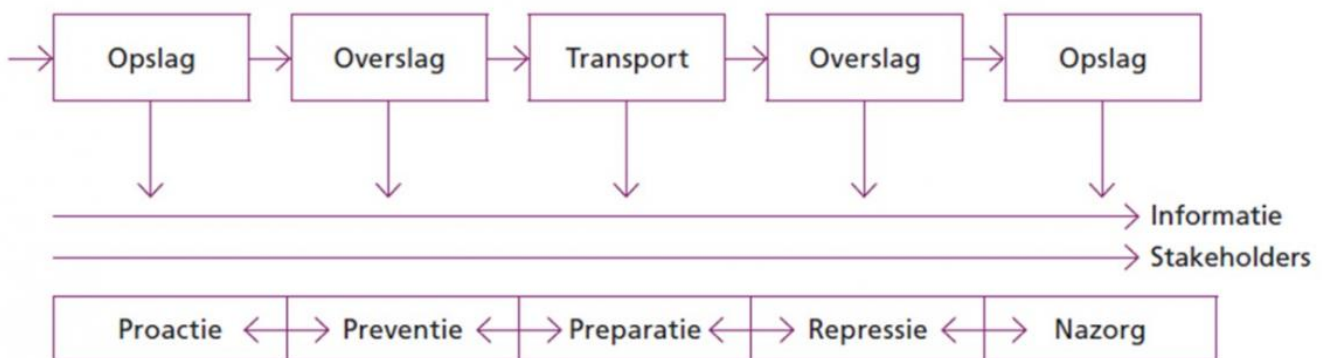 Opslag Overslag Transport Overslag Opslag
Informatie
Stakeholders
Proactie Preventie Preparatie Repressie Nazorg